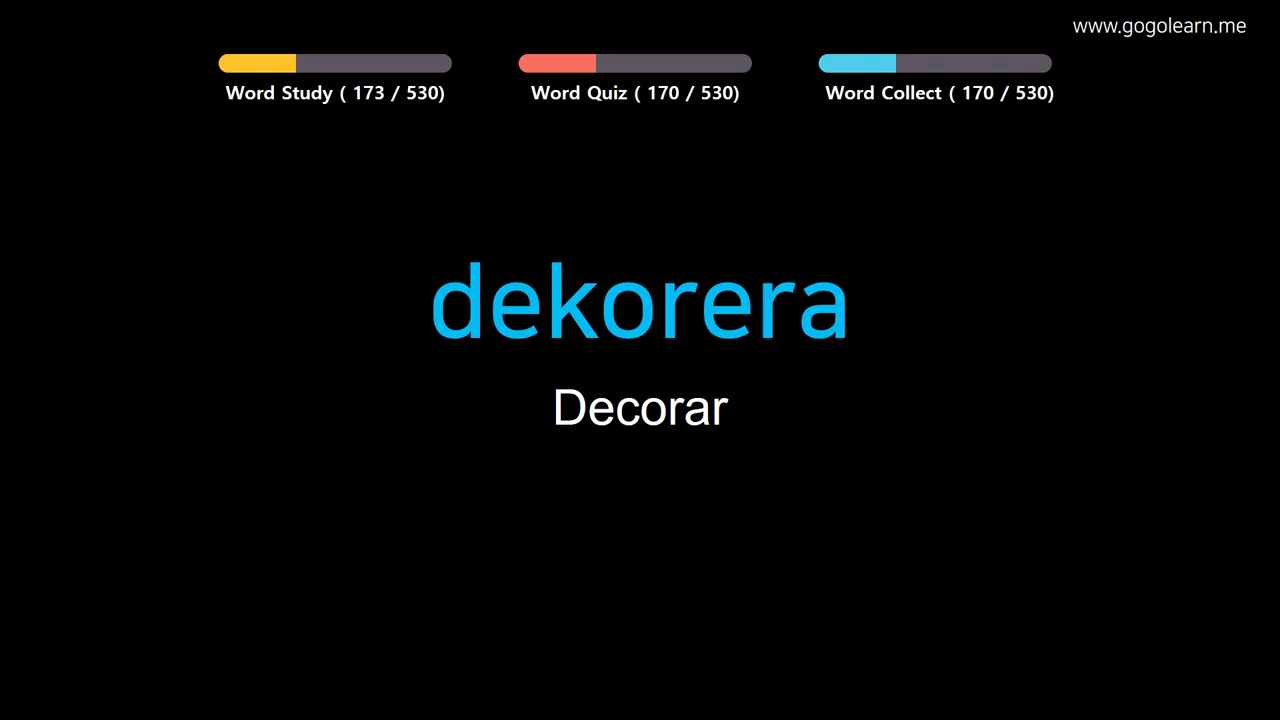 www.gogolearn.me
Word Study ( 173 / 530)
Word Quiz ( 170 / 530)
Word Collect ( 170 / 530)
dekorera
Decorar